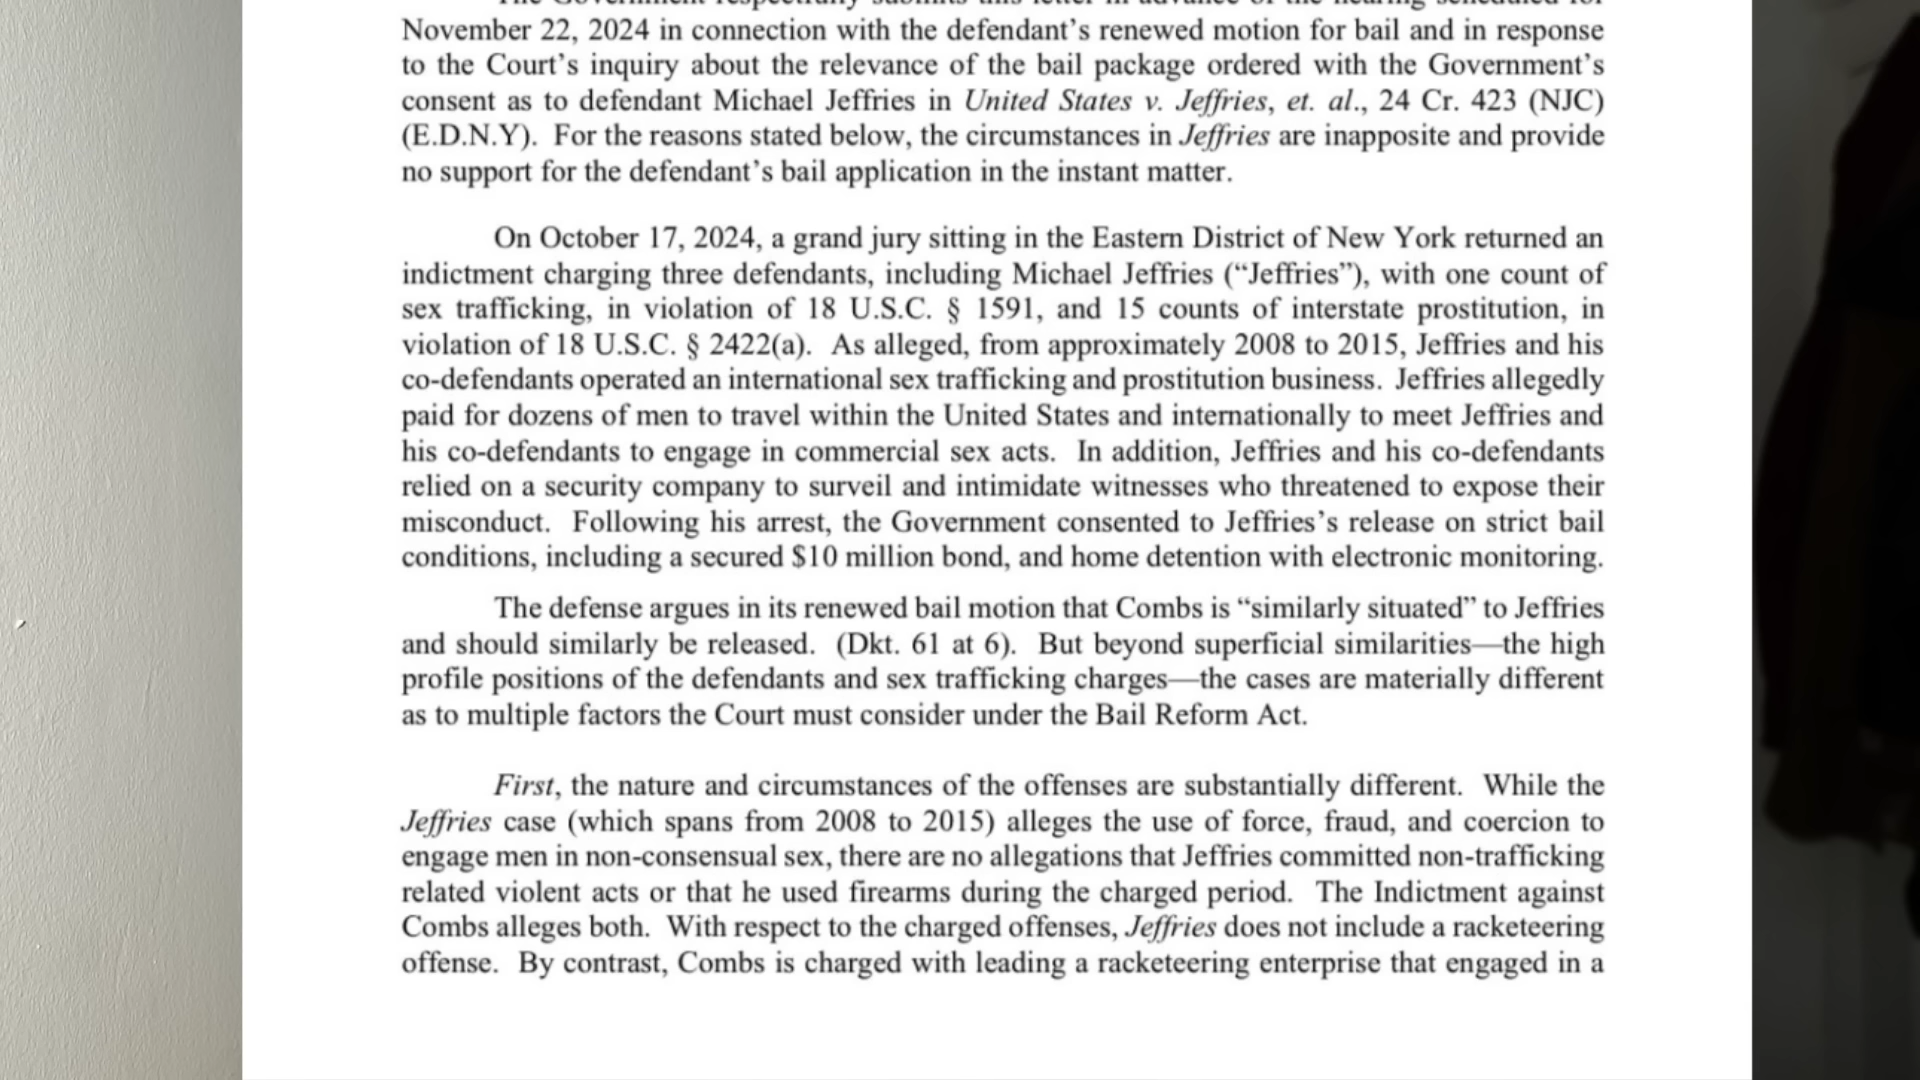 The Government respectfully submits this letter in advance of the hearing scheduled for
November 22, 2024 in connection with the defendant’s renewed motion for bail and in response
to the Court’s inquiry about the relevance of the bail package ordered with the Government’s
consent as to defendant Michael Jeffries in United States v. Jeffries, et. al., 24 Cr. 423 (NJC)
(E.D.N.Y). For the reasons stated below, the circumstances in Jeffries are inapposite and provide
no support for the defendant’s bail application in the instant matter.
On October 17, 2024, a grand jury sitting in the Eastern District of New York returned an
indictment charging three defendants, including Michael Jeffries (“Jeffries”), with one count of
sex trafficking, in violation of 18 U.S.C. § 1591, and 15 counts of interstate prostitution, in
violation of 18 U.S.C. § 2422(a). As alleged, from approximately 2008 to 2015, Jeffries and his
co-defendants operated an international sex trafficking and prostitution business. Jeffries allegedly
paid for dozens of men to travel within the United States and internationally to meet Jeffries and
his co-defendants to engage in commercial sex acts. In addition, Jeffries and his co-defendants
relied on a security company to surveil and intimidate witnesses who threatened to expose their
misconduct. Following his arrest, the Government consented to Jeffries’s release on strict bail
conditions, including a secured $10 million bond, and home detention with electronic monitoring.
The defense argues in its renewed bail motion that Combs is “similarly situated” to Jeffries
and should similarly be released. (Dkt. 61 at 6). But beyond superficial similarities—the high
profile positions of the defendants and sex trafficking charges—the cases are materially different
as to multiple factors the Court must consider under the Bail Reform Act.
First, the nature and circumstances of the offenses are substantially different. While the
Jeffries case (which spans from 2008 to 2015) alleges the use of force, fraud, and coercion to
engage men in non-consensual sex, there are no allegations that Jeffries committed non-trafficking
related violent acts or that he used firearms during the charged period. The Indictment against
Combs alleges both. With respect to the charged offenses, Jeffries does not include a racketeering
offense. By contrast, Combs is charged with leading a racketeering enterprise that engaged in a